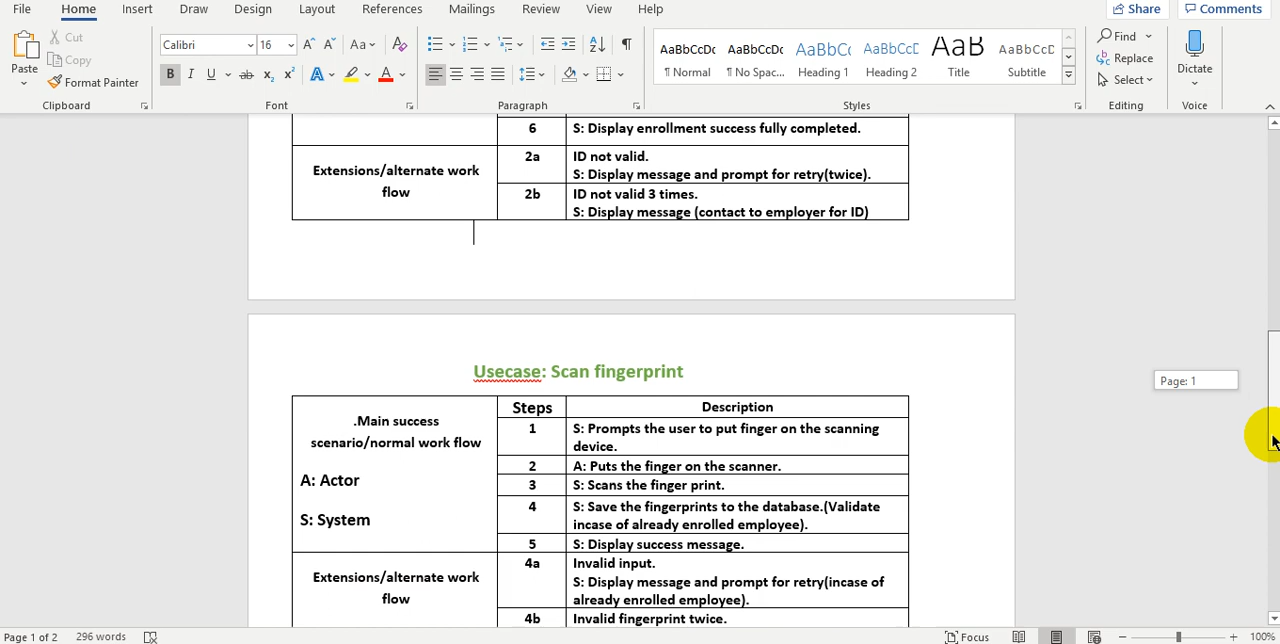 File Home Insert Draw Design Layout References Mailings Review View Help Share Comments
Paste Cut Copy Format Painter
Calibri 16 Aa
AaBbCcDc AaBbCcDc AaBbCc AaBbCcD AaB AaBbCcD
¶ Normal ¶ No Spac... Heading 1 Heading 2 Title Subtitle
Find Replace Select
Dictate
Clipboard Font Paragraph Styles Editing Voice
6 S: Display enrollment success fully completed.
Extensions/alternate work
flow
2a ID not valid.
S: Display message and prompt for retry(twice).
2b ID not valid 3 times.
S: Display message (contact to employer for ID)
Page: 1
Usecase: Scan fingerprint
.Main success
scenario/normal work flow
A: Actor
S: System
Steps Description
1 S: Prompts the user to put finger on the scanning
device.
2 A: Puts the finger on the scanner.
3 S: Scans the finger print.
4 S: Save the fingerprints to the database.(Validate
incase of already enrolled employee).
5 S: Display success message.
Extensions/alternate work
flow
4a Invalid input.
S: Display message and prompt for retry(incase of
already enrolled employee).
4b Invalid fingerprint twice.
Page 1 of 2 296 words Focus 100%